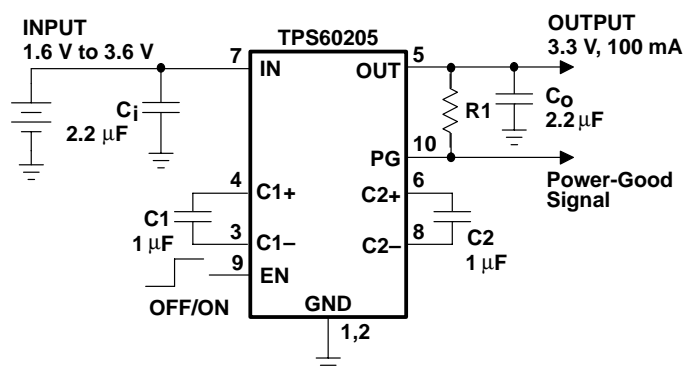 INPUT
1.6 V to 3.6 V
TPS60205
OUTPUT
3.3 V, 100 mA
7
IN
OUT
5
Ci
2.2 µF
R1
Co
2.2 µF
10
PG
Power-Good
Signal
4
C1+
C2+
6
C1
1 µF
3
C1–
C2–
8
C2
1 µF
9
EN
OFF/ON
GND
1,2